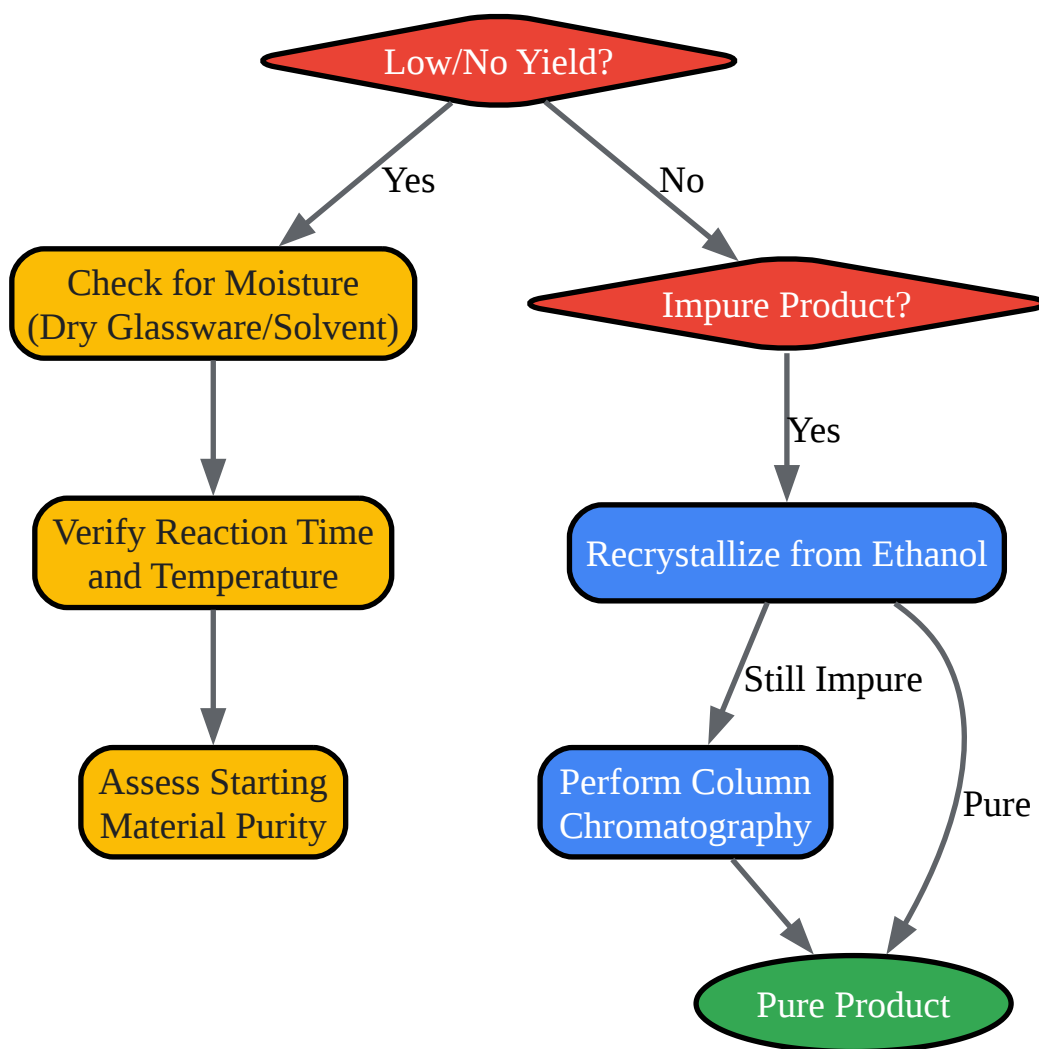 Low/No Yield?
Yes
No
Check for Moisture
(Dry Glassware/Solvent)
Impure Product?
Yes
Verify Reaction Time
and Temperature
Recrystallize from Ethanol
Still Impure
Assess Starting
Material Purity
Perform Column
Chromatography
Pure
Pure Product